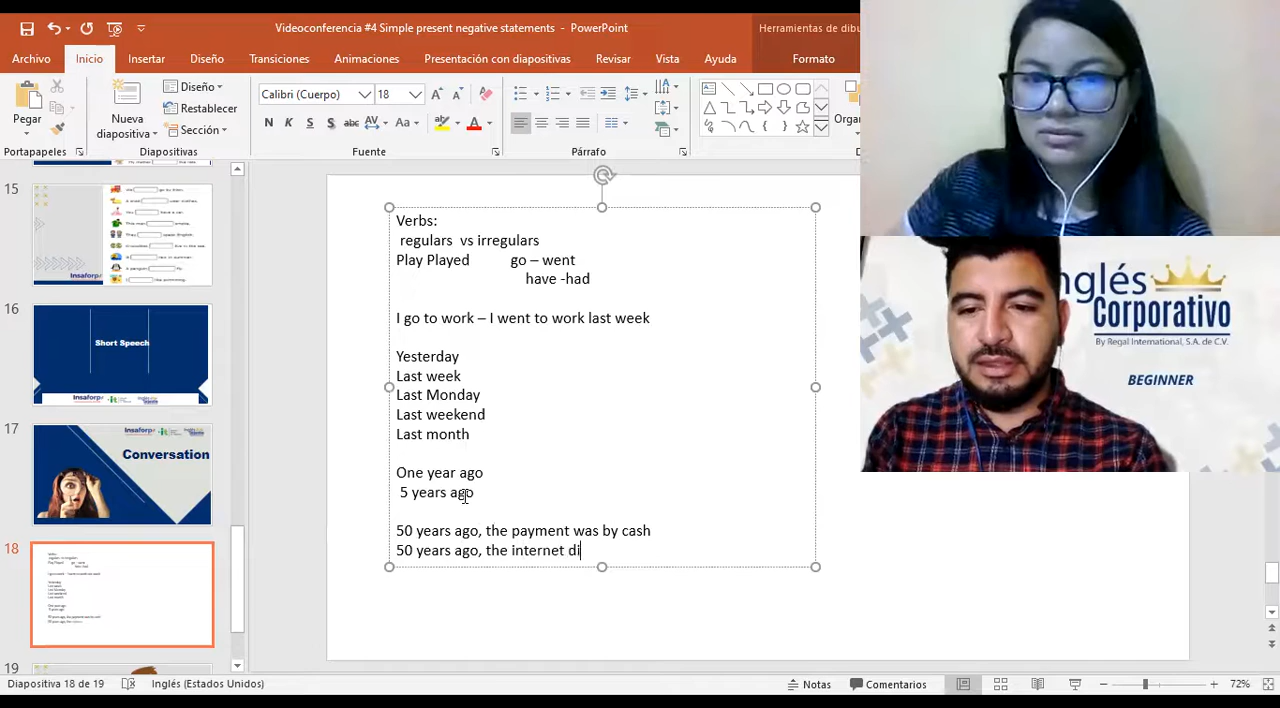 Videoconferencia #4 Simple present negative statements - PowerPoint
Herramientas de dibu
Archivo Inicio Insertar Diseño Transiciones Animaciones Presentación con diapositivas Revisar Vista Ayuda Formato
Pegar
Nueva diapositiva
Diseño
Restablecer
Sección
Calibri (Cuerpo) 18
N K S S abc AV Aa A
Organ
Portapapeles Diapositivas Fuente Párrafo
15
16
Short Speech
17
Conversation
18
19
Verbs:
regulars vs irregulars
Play Played go – went
have -had
I go to work – I went to work last week
Yesterday
Last week
Last Monday
Last weekend
Last month
One year ago
5 years ago
50 years ago, the payment was by cash
50 years ago, the internet di
Inglés
Corporativo
By Regal International, S.A. de C.V.
BEGINNER
Diapositiva 18 de 19 Inglés (Estados Unidos) Notas Comentarios 72%